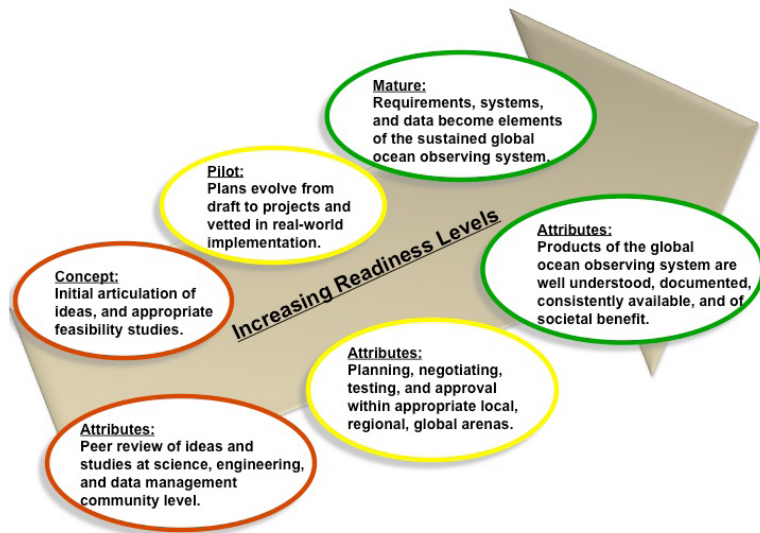 Mature:
Requirements, systems,
and data become elements
of the sustained global
ocean observing system.
Pilot:
Plans evolve from
draft to projects and
vetted in real-world
implementation.
Concept:
Initial articulation of
ideas, and appropriate
feasibility studies.
Increasing Readiness Levels
Attributes:
Products of the global
ocean observing system are
well understood, documented,
consistently available, and of
societal benefit.
Attributes:
Planning, negotiating,
testing, and approval
within appropriate local,
regional, global arenas.
Attributes:
Peer review of ideas and
studies at science, engineering,
and data management
community level.